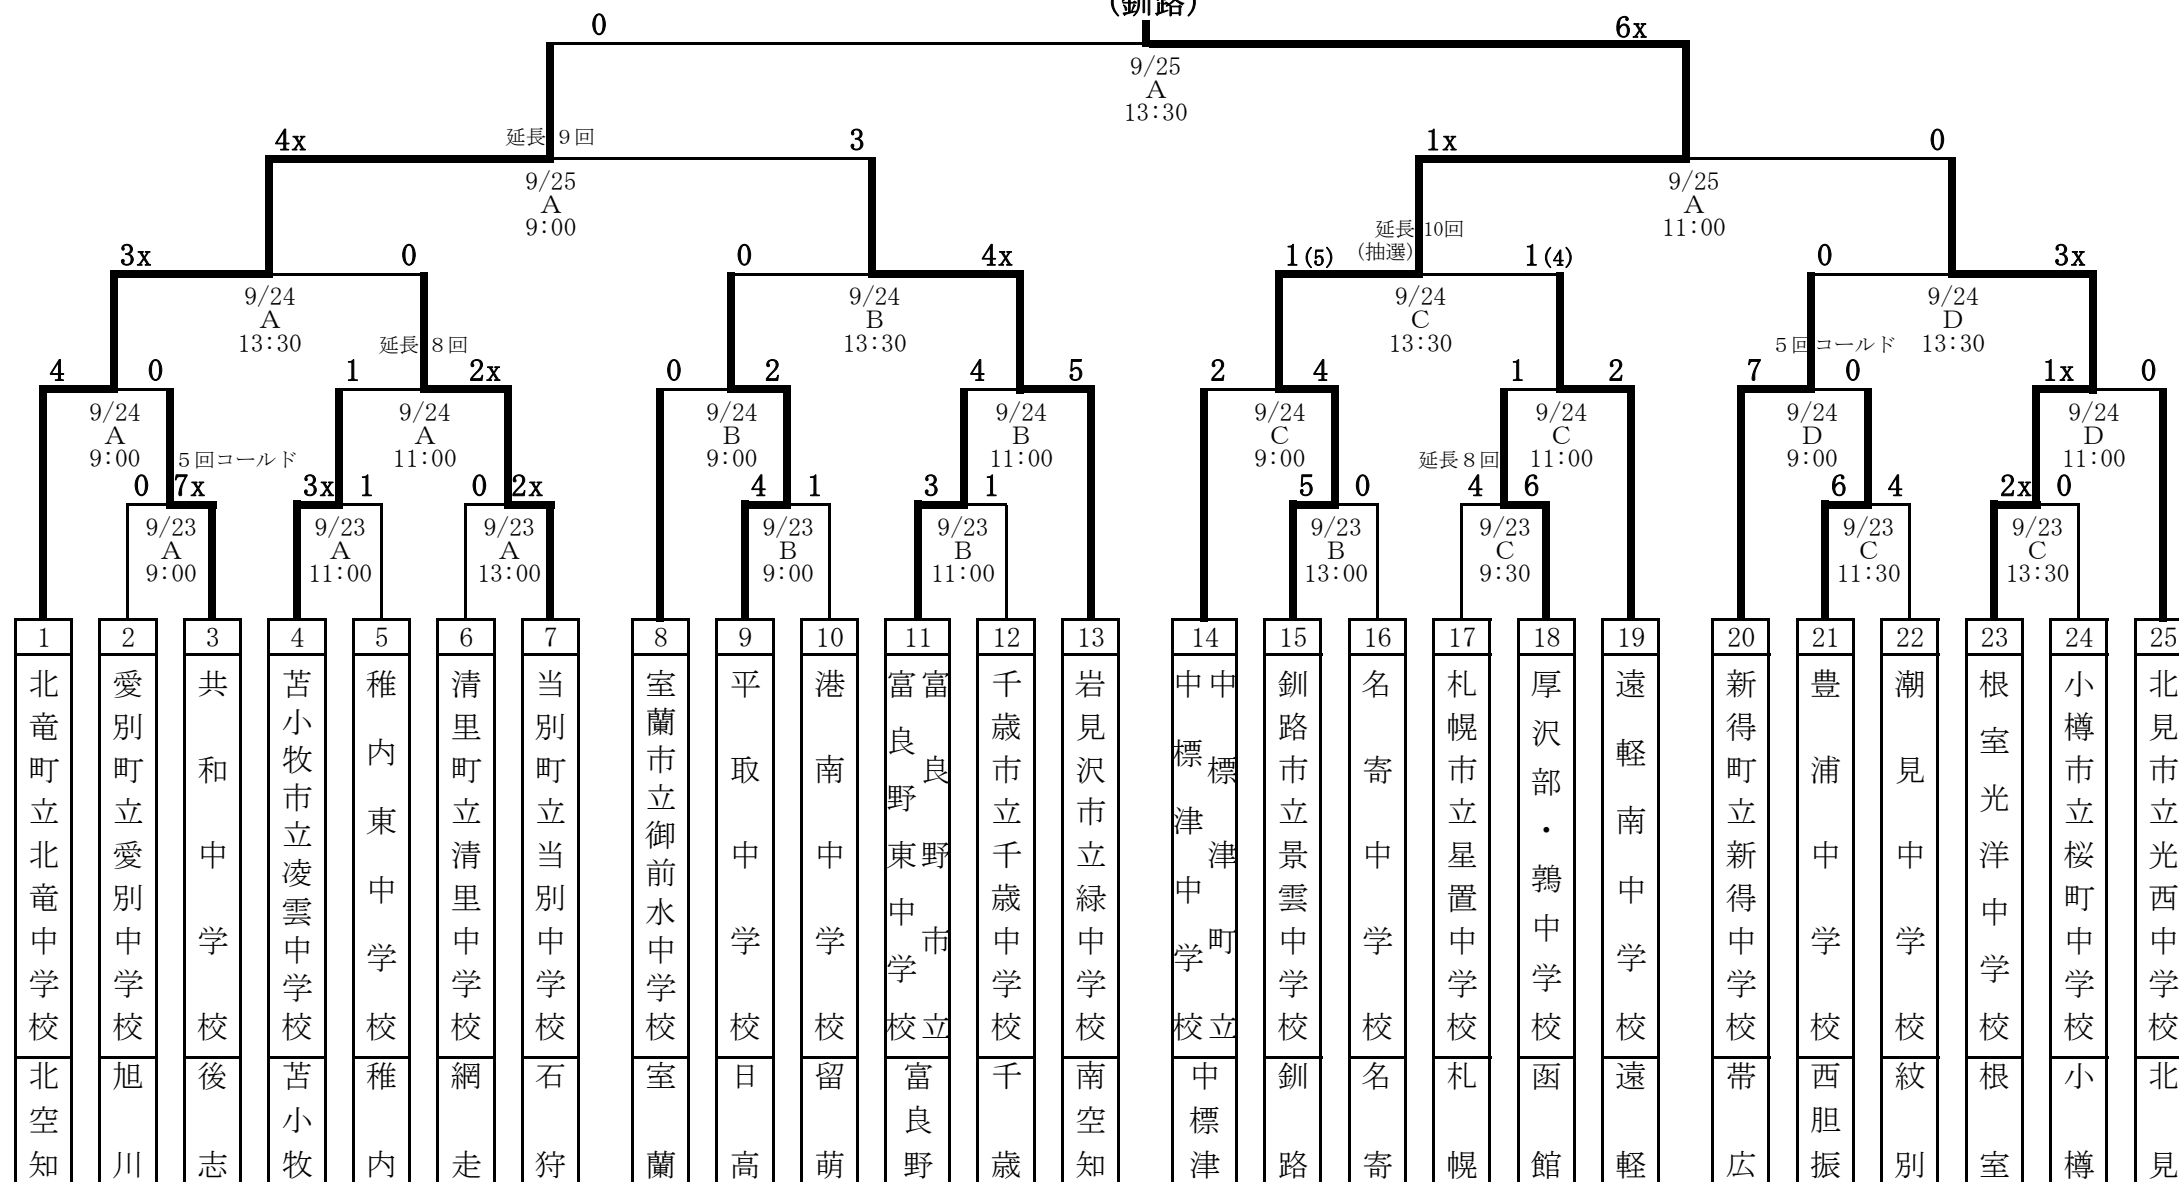 (釧路)
0 6x
9/25
A
13:30
4x 延長 9回 3 1x 0
9/25 9/25
A A
9:00 11:00
延長 10回
(抽選)
3x 0 0 4x 1(5) 1(4) 0 3x
9/24 9/24 9/24 9/24
A B C D
13:30 13:30 13:30 13:30
延長 8回 5回コールド
4 0 1 2x 0 2 4 5 2 4 1 2 7 0 1x 0
9/24 9/24 9/24 9/24 9/24 9/24 9/24 9/24
A A B B C C D D
9:00 11:00 9:00 11:00 9:00 11:00 9:00 11:00
5回コールド 延長8回
0 7x 3x 1 0 2x 4 1 3 1 5 0 4 6 6 4 2x 0
9/23 9/23 9/23 9/23 9/23 9/23 9/23 9/23 9/23
A A A B B B C C C
9:00 11:00 13:00 9:00 11:00 13:00 9:30 11:30 13:30
1 2 3 4 5 6 7 8 9 10 11 12 13 14 15 16 17 18 19 20 21 22 23 24 25
北竜町立北竜中学校
愛別町立愛別中学校
共和中学校
苫小牧市立凌雲中学校
稚内東中学校
清里町立清里中学校
当別町立当別中学校
室蘭市立御前水中学校
平取中学校
港南中学校
富良野市立
富良野東中学校
千歳市立千歳中学校
岩見沢市立緑中学校
中標津町立
中標津中学校
釧路市立景雲中学校
名寄中学校
札幌市立星置中学校
厚沢部・鶉中学校
遠軽南中学校
新得町立新得中学校
豊浦中学校
潮見中学校
根室光洋中学校
小樽市立桜町中学校
北見市立光西中学校
北空知
旭川
後志
苫小牧
稚内
網走
石狩
室蘭
日高
留萌
富良野
千歳
南空知
中標津
釧路
名寄
札幌
函館
遠軽
帯広
西胆振
紋別
根室
小樽
北見